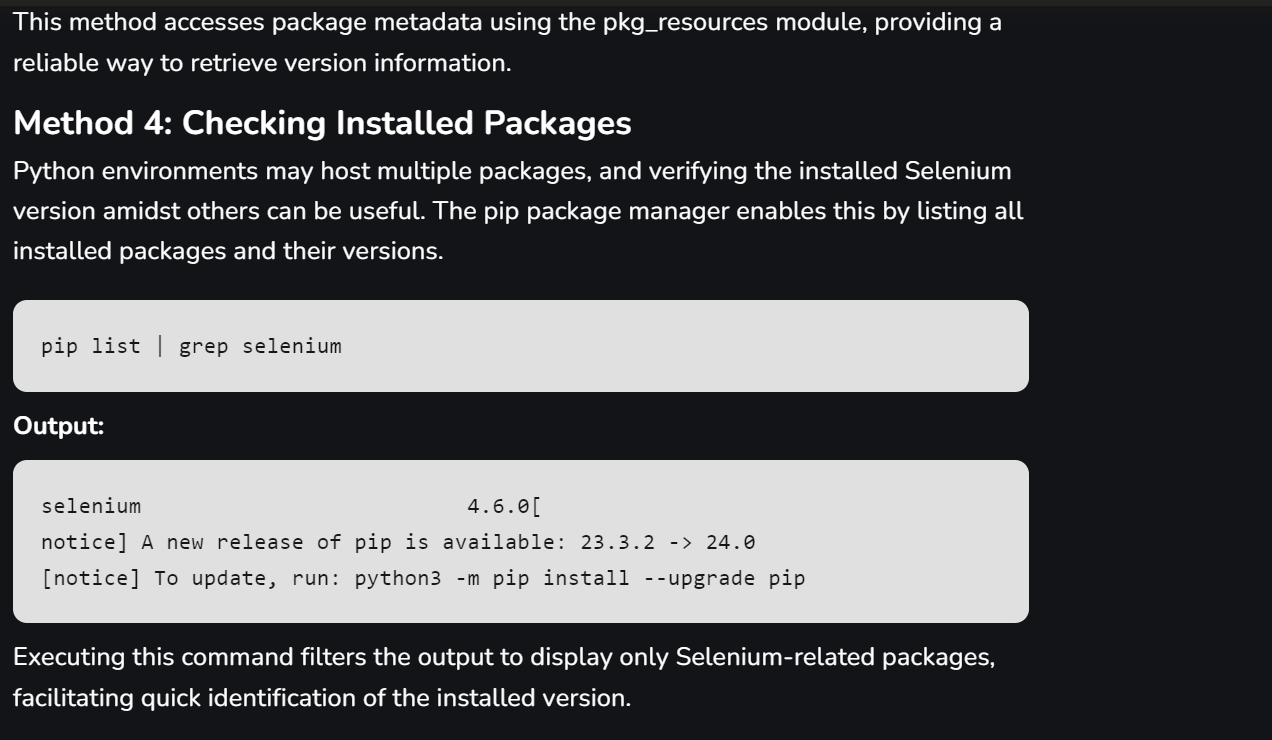 This method accesses package metadata using the pkg_resources module, providing a
reliable way to retrieve version information.
Method 4: Checking Installed Packages
Python environments may host multiple packages, and verifying the installed Selenium
version amidst others can be useful. The pip package manager enables this by listing all
installed packages and their versions.
pip list | grep selenium
Output:
selenium                          4.6.0[
notice] A new release of pip is available: 23.3.2 -> 24.0
[notice] To update, run: python3 -m pip install --upgrade pip
Executing this command filters the output to display only Selenium-related packages,
facilitating quick identification of the installed version.